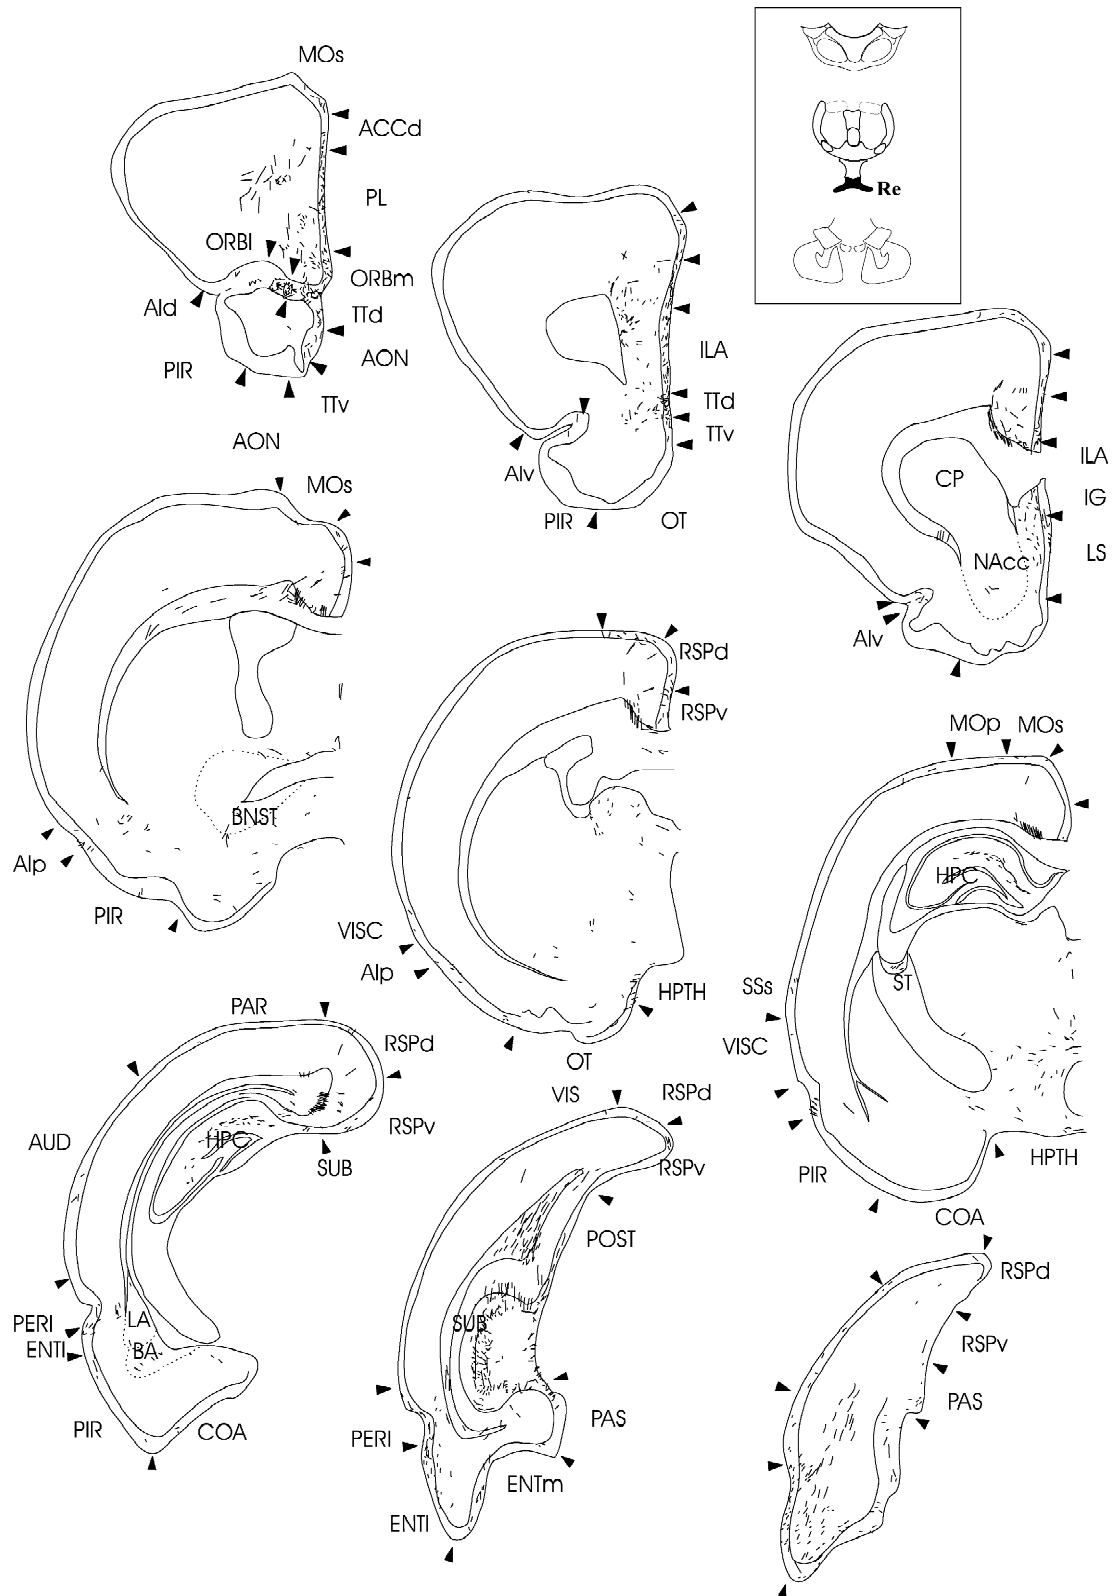 MOs
ACCd
PL
ORBl
ORBm
AId
TTd
AON
PIR
TTv
Re
ILA
TTd
TTv
AIv
PIR
OT
CP
ILA
IG
NAcc
LS
AIv
AON
MOs
BNST
AIp
PIR
RSPd
RSPv
VISC
AIp
HPTH
OT
MOp
MOs
HPC
SSs
ST
VISC
PIR
HPTH
COA
PAR
RSPd
AUD
HPC
RSPv
SUB
PERI
LA
ENTl
BA
PIR
COA
VIS
RSPd
RSPv
POST
SUB
PAS
PERI
ENTm
ENTl
RSPd
RSPv
PAS